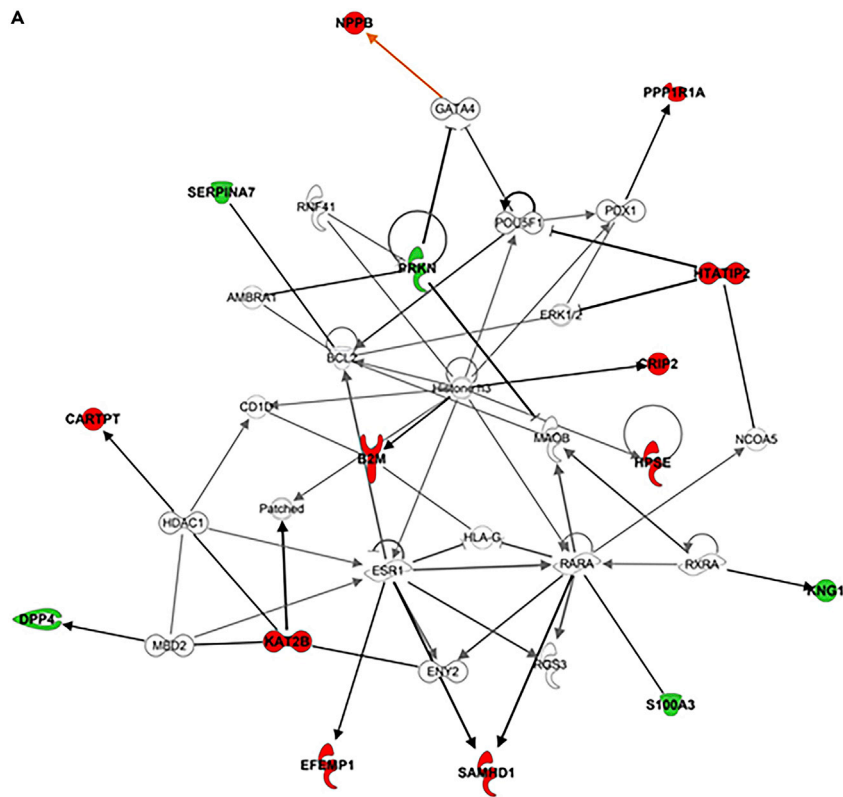 A
NPPB
PPP1R1A
GATA4
SERPINA7
RNF41
POU5F1
PDX1
PRKN
HTATIP2
AMBRA1
ERK1/2
BCL2
CRIP2
Histone h3
CD1D
CARTPT
MAOB
NCOA5
B2M
HPSE
Patched
HDAC1
HLA-G
ESR1
RARA
RXRA
KNG1
DPP4
MBD2
KAT2B
ENY2
RGS3
S100A3
EFEMP1
SAMHD1